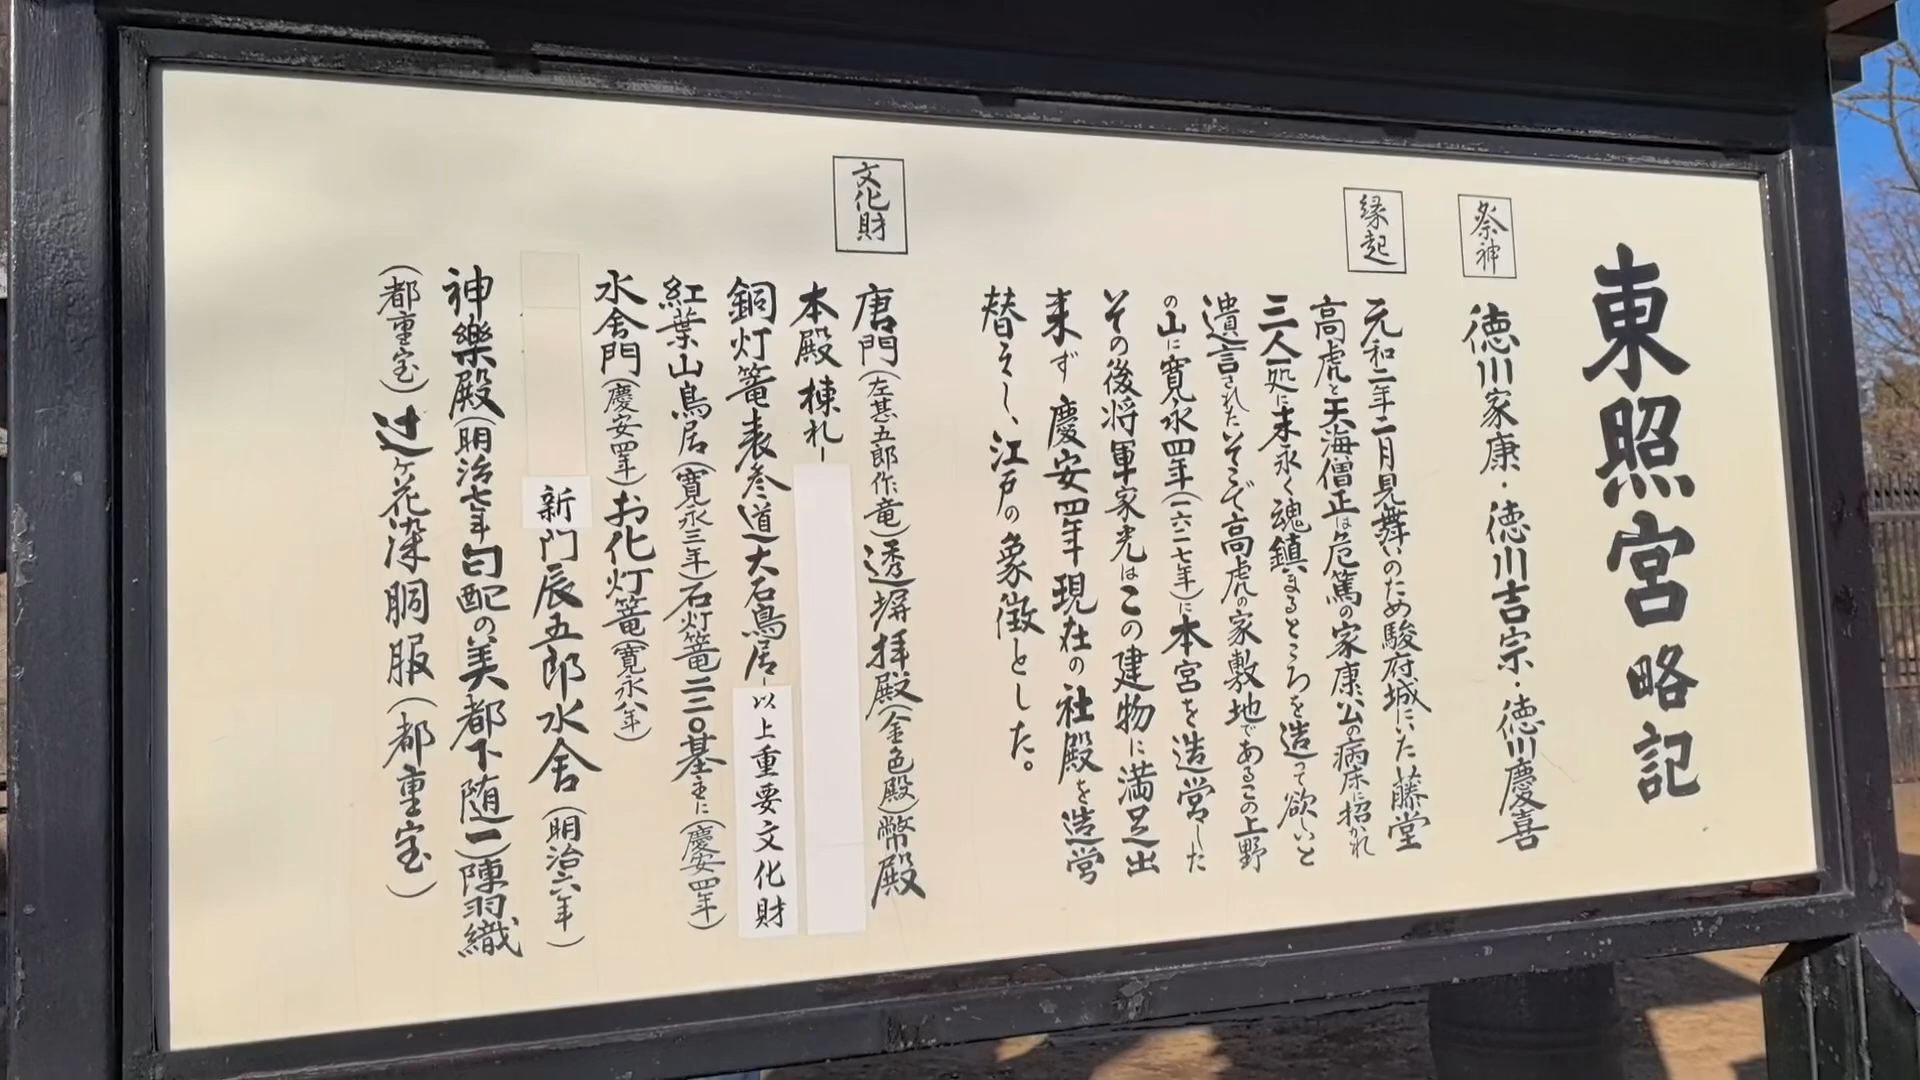 東照宮略記
祭神
徳川家康・徳川吉宗・徳川慶喜
縁起
元和二年二月見舞いのため駿府城にいた藤堂
高虎と天海僧正は危篤の家康公の病床に招かれ
三人一処に末永く魂鎮まるところを造って欲しいと
遺言されたそこで高虎の家敷地であるこの上野
の山に寛永四年(一六二七年)に本宮を造営した
その後将軍家光はこの建物に満足出
来ず慶安四年現在の社殿を造営
替えし、江戸の象徴とした。
文化財
唐門(左甚五郎作竜)透塀拝殿(金色殿)幣殿
本殿棟札
銅灯篭表参道大石鳥居 以上重要文化財
紅葉山鳥居(寛永三年)石灯篭二二〇基主に(慶安四年)
水舎門(慶安四年)お化灯篭(寛永八年)
新門辰五郎水舎(明治六年)
神樂殿(明治七年匂配の美都下随一)陣羽織
(都重宝)辻ヶ花染胴服(都重宝)